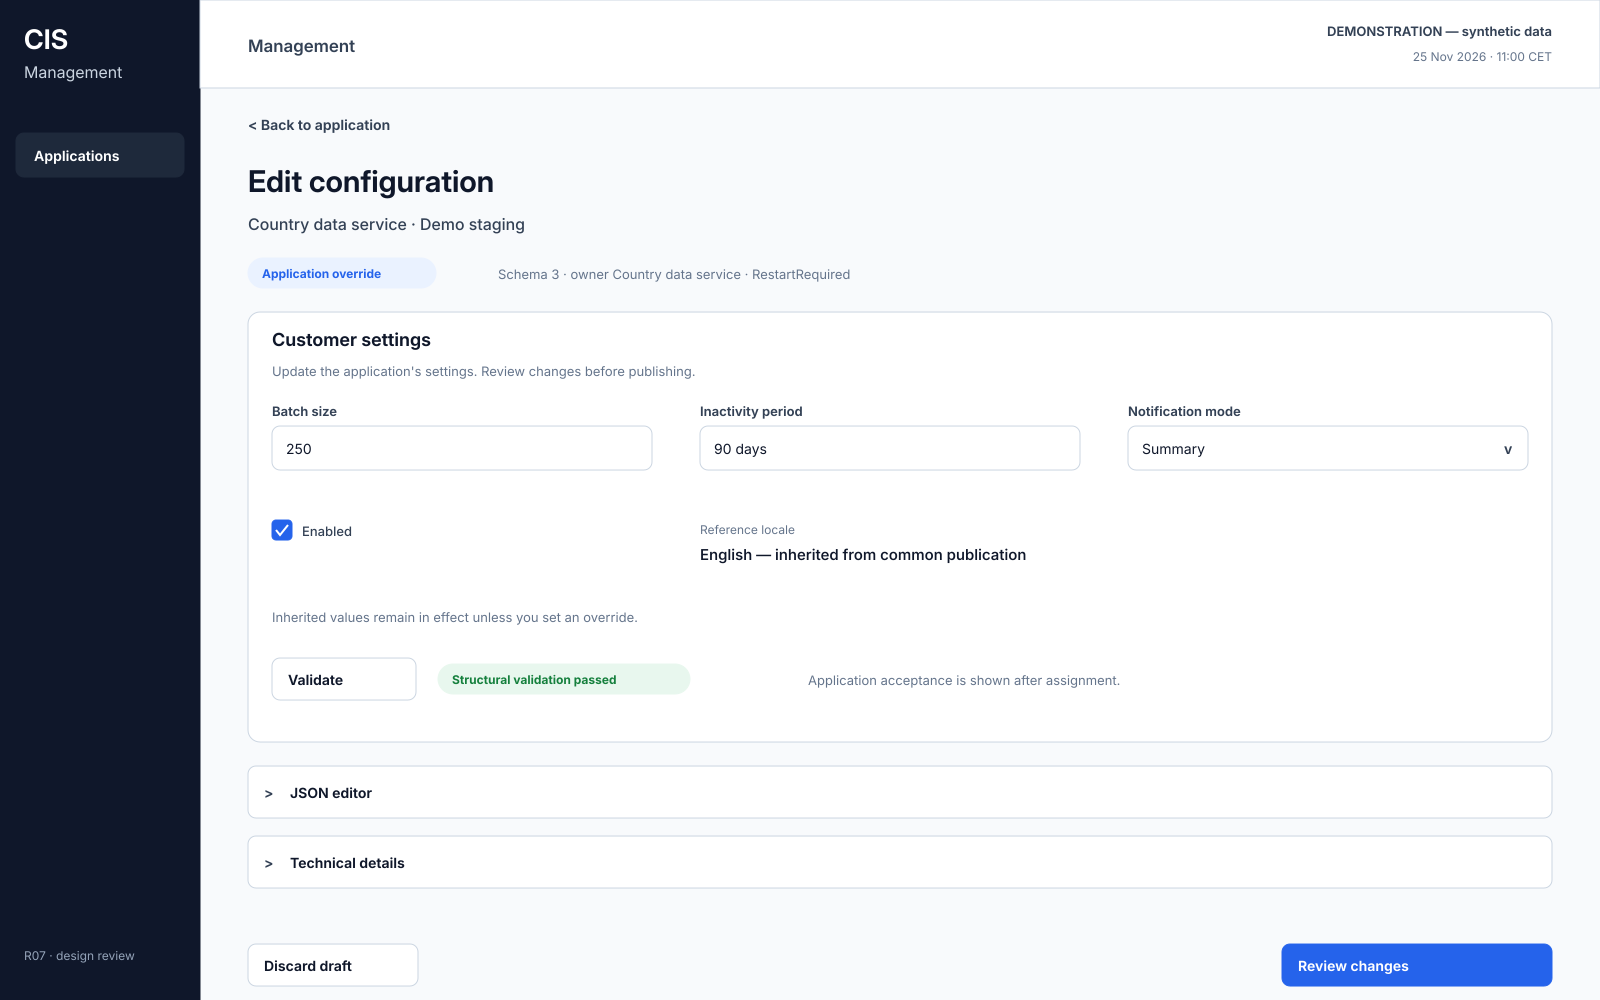 CIS
Management
Applications
R07 · design review
Management
DEMONSTRATION — synthetic data
25 Nov 2026 · 11:00 CET
< Back to application
Edit configuration
Country data service · Demo staging
Application override
Schema 3 · owner Country data service · RestartRequired
Customer settings
Update the application's settings. Review changes before publishing.
Batch size
250
Inactivity period
90 days
Notification mode
Summary v
Enabled
Reference locale
English — inherited from common publication
Inherited values remain in effect unless you set an override.
Validate
Structural validation passed
Application acceptance is shown after assignment.
> JSON editor
> Technical details
Discard draft
Review changes